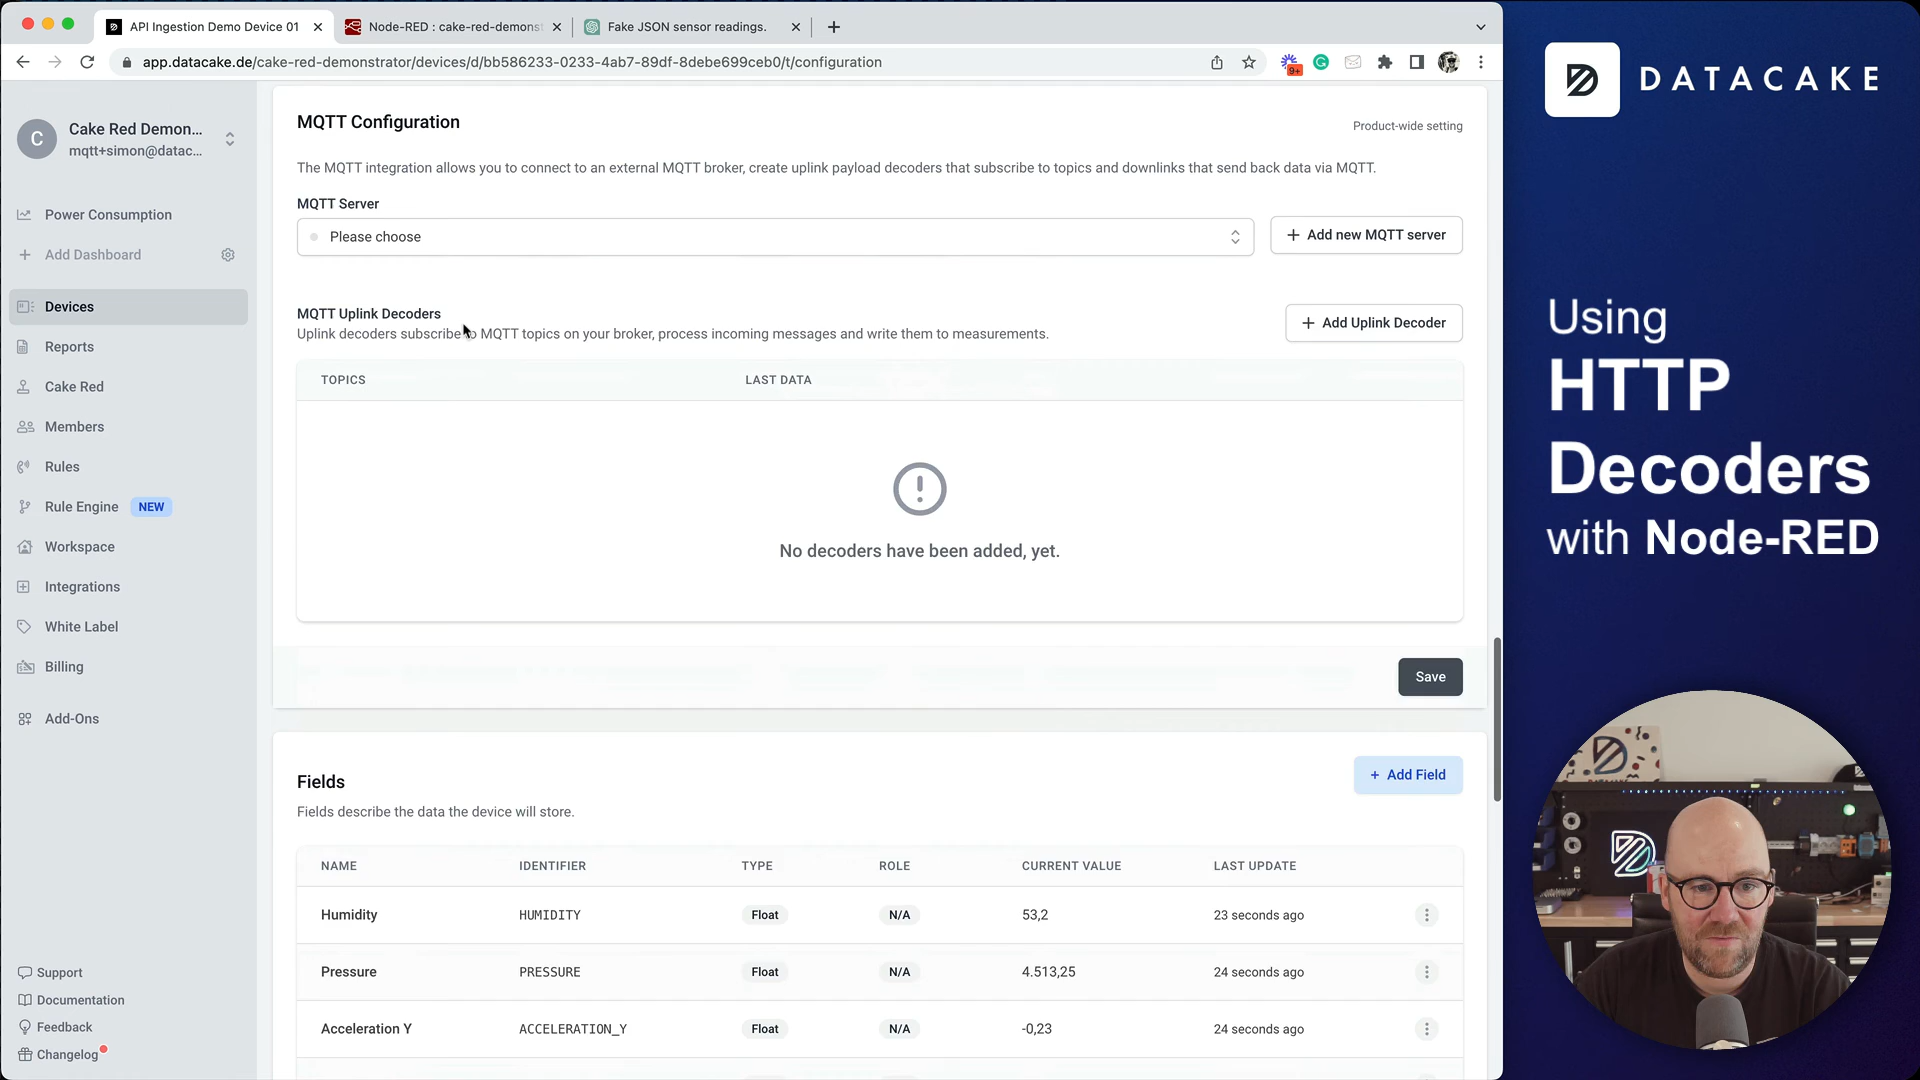 API Ingestion Demo Device 01
Node-RED : cake-red-demonst
Fake JSON sensor readings.
app.datacake.de/cake-red-demonstrator/devices/d/bb586233-0233-4ab7-89df-8debe699ceb0/t/configuration
9+
C
Cake Red Demon...
mqtt+simon@datac...
Power Consumption
Add Dashboard
Devices
Reports
Cake Red
Members
Rules
Rule Engine NEW
Workspace
Integrations
White Label
Billing
Add-Ons
Support
Documentation
Feedback
Changelog
MQTT Configuration
Product-wide setting
The MQTT integration allows you to connect to an external MQTT broker, create uplink payload decoders that subscribe to topics and downlinks that send back data via MQTT.
MQTT Server
Please choose
+ Add new MQTT server
MQTT Uplink Decoders
Uplink decoders subscribe to MQTT topics on your broker, process incoming messages and write them to measurements.
+ Add Uplink Decoder
TOPICS LAST DATA
No decoders have been added, yet.
Save
Fields
+ Add Field
Fields describe the data the device will store.
NAME IDENTIFIER TYPE ROLE CURRENT VALUE LAST UPDATE
Humidity HUMIDITY Float N/A 53,2 23 seconds ago
Pressure PRESSURE Float N/A 4.513,25 24 seconds ago
Acceleration Y ACCELERATION_Y Float N/A -0,23 24 seconds ago
DATACAKE
Using
HTTP
Decoders
with Node-RED